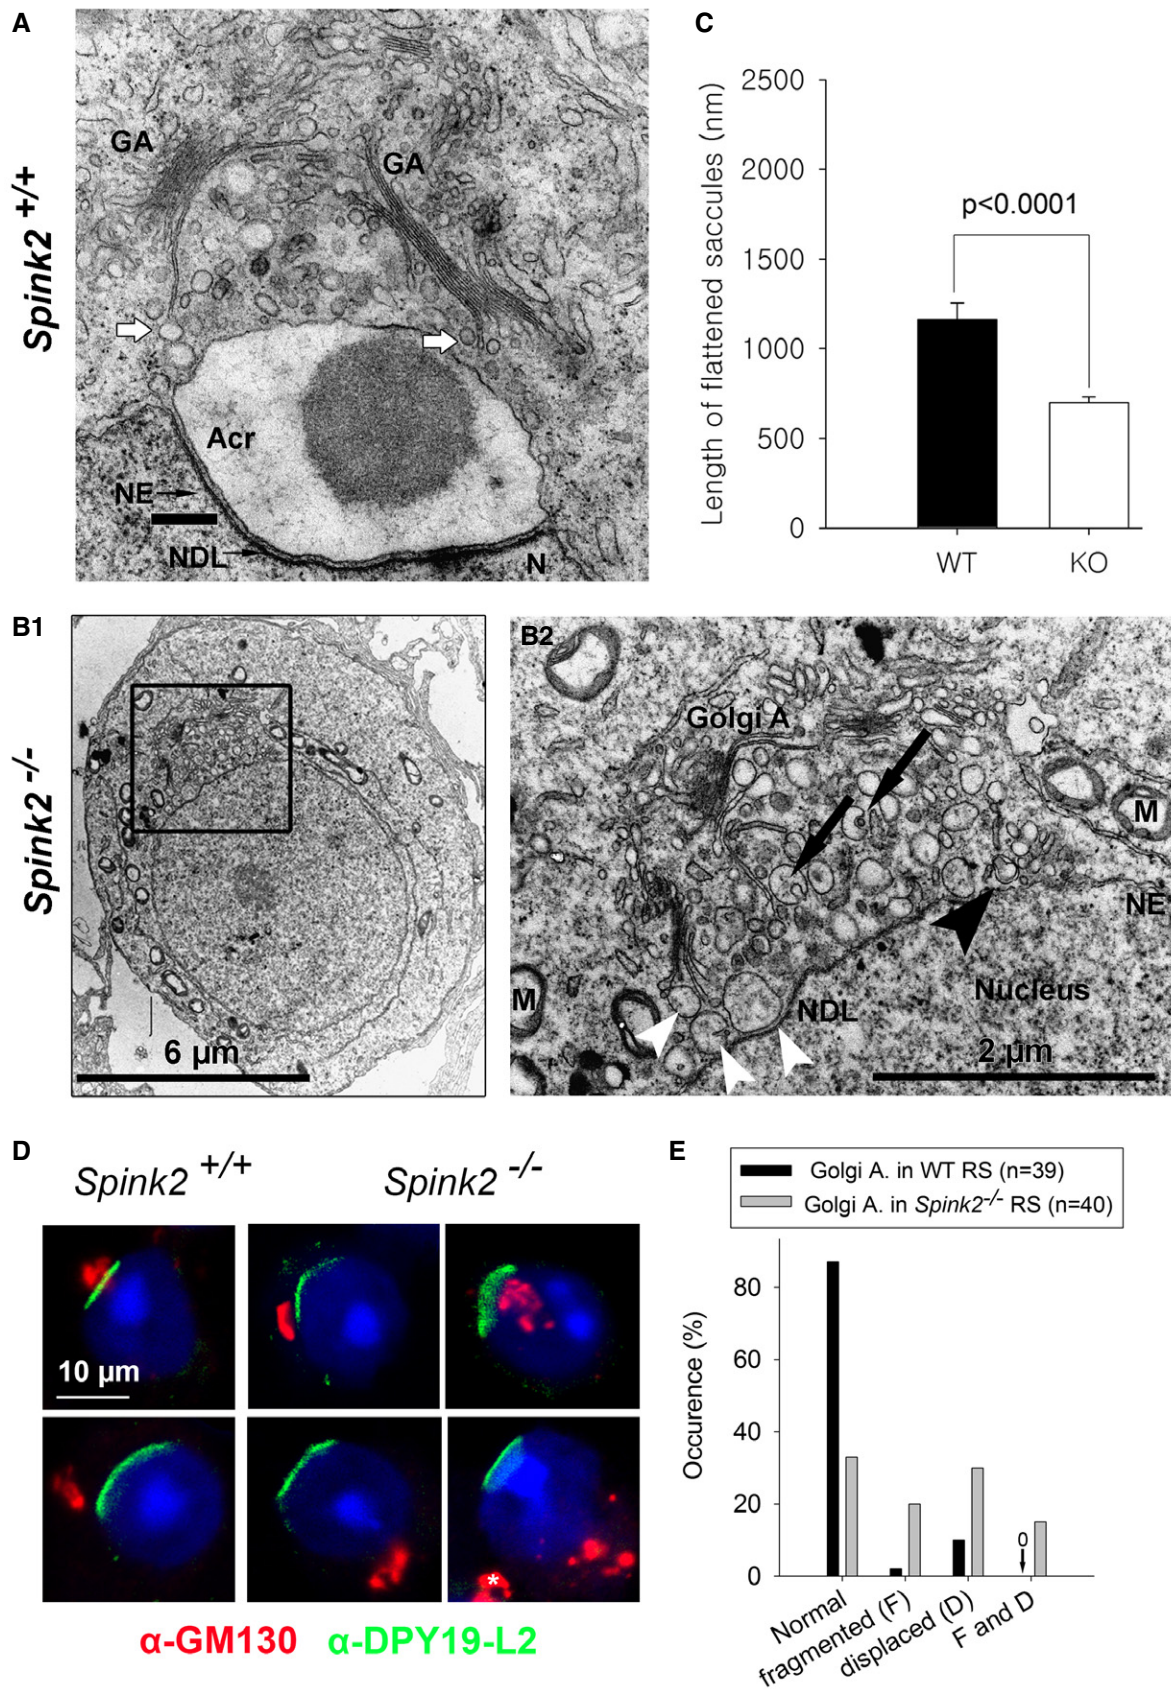 A
Spink2 +/+
GA
GA
Acr
NE
NDL
N
C
Length of flattened saccules (nm)
2500
2000
1500
1000
500
0
p<0.0001
WT
KO
B1
Spink2 -/-
6 µm
B2
Golgi A
M
NE
Nucleus
M
NDL
2 µm
D
Spink2 +/+
Spink2 -/-
10 µm
*
α-GM130 α-DPY19-L2
E
Golgi A. in WT RS (n=39)
Golgi A. in Spink2-/- RS (n=40)
Occurence (%)
80
60
40
20
0
0
Normal
fragmented (F)
displaced (D)
F and D